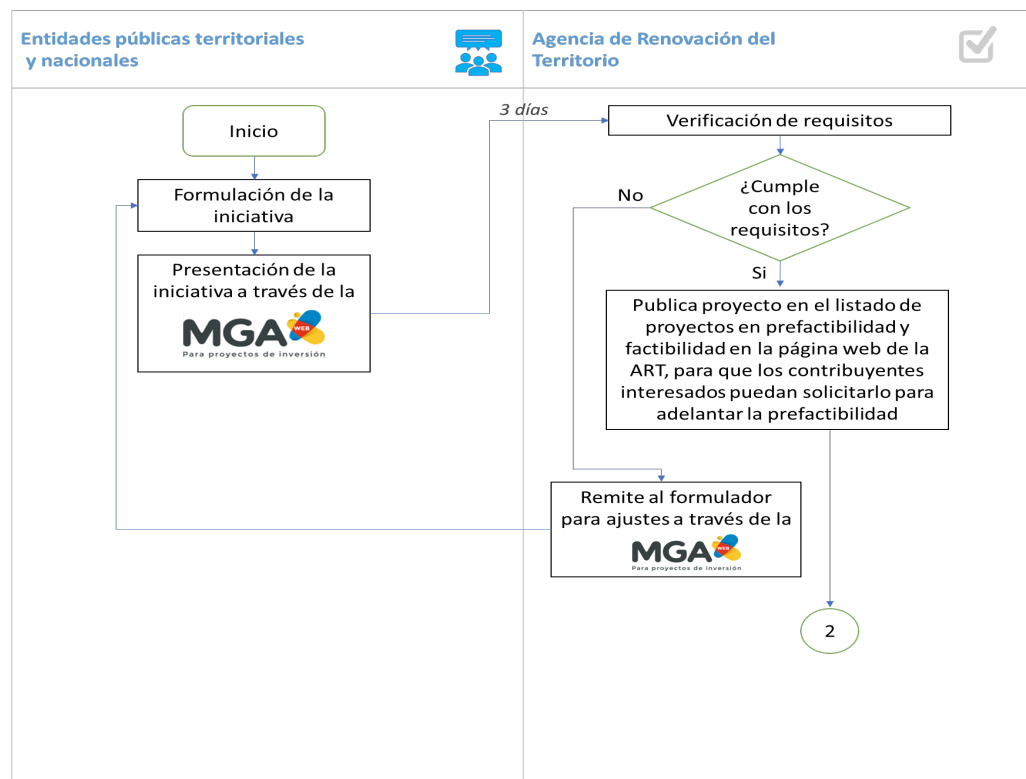 Entidades públicas territoriales
y nacionales
Agencia de Renovación del
Territorio
Inicio
Formulación de la
iniciativa
Presentación de la
iniciativa a través de la
MGA WEB
Para proyectos de inversión
3 días
Verificación de requisitos
¿Cumple
con los
requisitos?
No
Si
Publica proyecto en el listado de
proyectos en prefactibilidad y
factibilidad en la página web de la
ART, para que los contribuyentes
interesados puedan solicitarlo para
adelantar la prefactibilidad
Remite al formulador
para ajustes a través de la
MGA WEB
Para proyectos de inversión
2